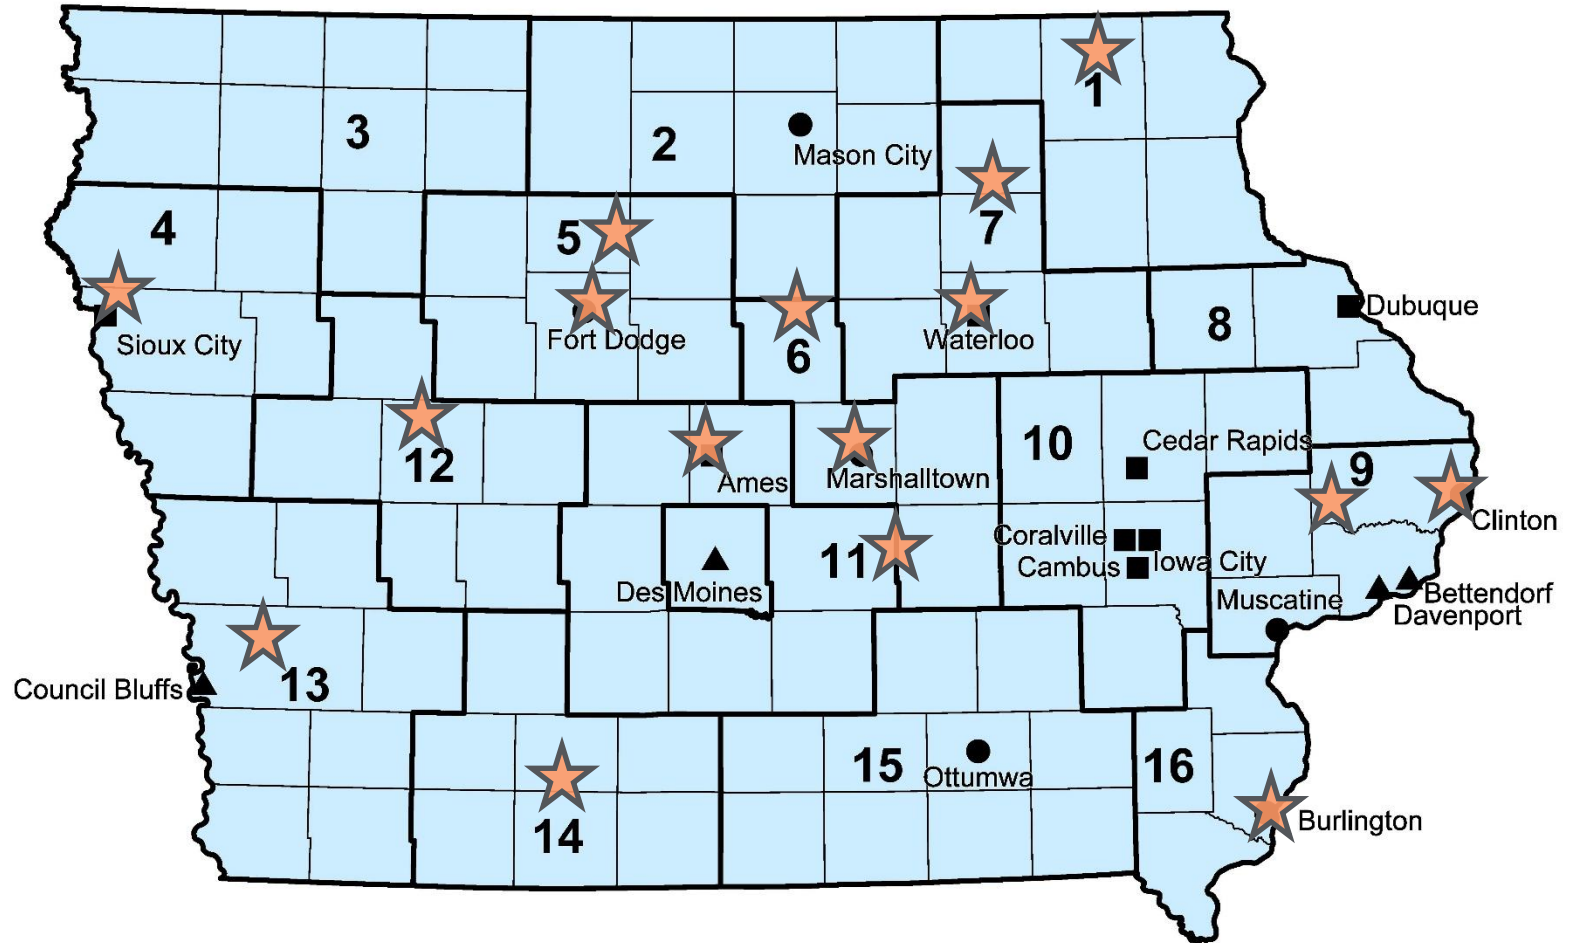 1
3
2
Mason City
4
5
7
Sioux City
Fort Dodge
6
Waterloo
8
Dubuque
12
Ames
Marshalltown
10
Cedar Rapids
9
Clinton
Des Moines
11
Coralville
Cambus
Iowa City
Muscatine
Bettendorf
Davenport
Council Bluffs
13
14
15
Ottumwa
16
Burlington